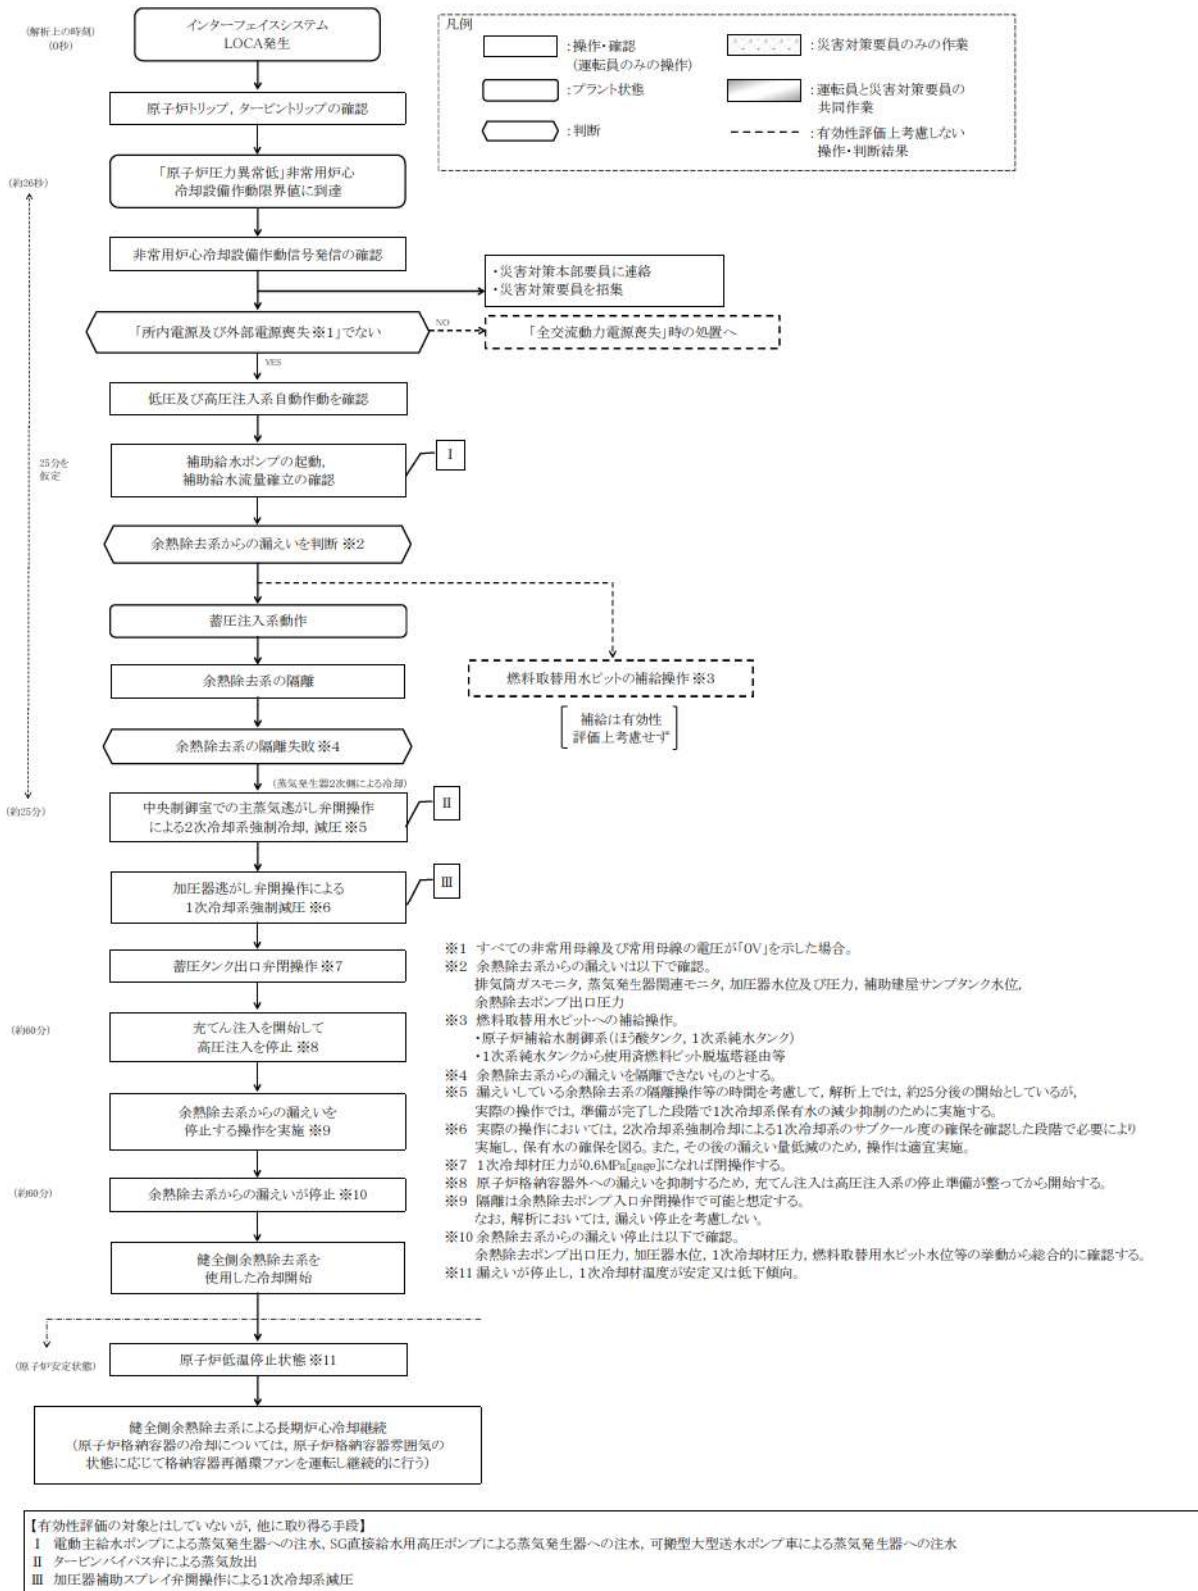 (解析上の時刻)
(0秒)
インターフェイスシステム
LOCA発生
凡例
:操作・確認
(運転員のみの操作)
:災害対策要員のみの作業
:プラント状態
:運転員と災害対策要員の
共同作業
:判断
:有効性評価上考慮しない
操作・判断結果
原子炉トリップ, タービントリップの確認
(約26秒)
「原子炉圧力異常低」非常用炉心
冷却設備作動限界値に到達
非常用炉心冷却設備作動信号発信の確認
・災害対策本部要員に連絡
・災害対策要員を招集
「所内電源及び外部電源喪失※1」でない
NO
「全交流動力電源喪失」時の処置へ
YES
低圧及び高圧注入系自動作動を確認
25分を
仮定
補助給水ポンプの起動,
補助給水流量確立の確認
I
余熱除去系からの漏えいを判断 ※2
蓄圧注入系動作
余熱除去系の隔離
燃料取替用水ピットの補給操作 ※3
補給は有効性
評価上考慮せず
余熱除去系の隔離失敗 ※4
(蒸気発生器2次側による冷却)
(約25分)
中央制御室での主蒸気逃がし弁開操作
による2次冷却系強制冷却, 減圧 ※5
II
加圧器逃がし弁開操作による
1次冷却系強制減圧 ※6
III
蓄圧タンク出口弁閉操作 ※7
(約60分)
充てん注入を開始して
高圧注入を停止 ※8
余熱除去系からの漏えいを
停止する操作を実施 ※9
(約60分)
余熱除去系からの漏えいが停止 ※10
健全側余熱除去系を
使用した冷却開始
(原子炉安定状態)
原子炉低温停止状態 ※11
健全側余熱除去系による長期炉心冷却継続
(原子炉格納容器の冷却については, 原子炉格納容器雰囲気の
状態に応じて格納容器再循環ファンを運転し継続的に行う)
※1 すべての非常用母線及び常用母線の電圧が「0V」を示した場合。
※2 余熱除去系からの漏えいは以下で確認。
排気筒ガスモニタ, 蒸気発生器関連モニタ, 加圧器水位及び圧力, 補助建屋サンプタンク水位,
余熱除去ポンプ出口圧力
※3 燃料取替用水ピットへの補給操作。
・原子炉補給水制御系(ほう酸タンク, 1次系純水タンク)
・1次系純水タンクから使用済燃料ピット脱塩塔経由等
※4 余熱除去系からの漏えいを隔離できないものとする。
※5 漏えいしている余熱除去系の隔離操作等の時間を考慮して, 解析上では, 約25分後の開始としているが,
実際の操作では, 準備が完了した段階で1次冷却系保有水の減少抑制のために実施する。
※6 実際の操作においては, 2次冷却系強制冷却による1次冷却系のサブクール度の確保を確認した段階で必要により
実施し, 保有水の確保を図る。また, その後の漏えい量低減のため, 操作は適宜実施。
※7 1次冷却材圧力が0.6MPa[gage]になれば閉操作する。
※8 原子炉格納容器外への漏えいを抑制するため, 充てん注入は高圧注入系の停止準備が整ってから開始する。
※9 隔離は余熱除去ポンプ入口弁閉操作で可能と想定する。
なお, 解析においては, 漏えい停止を考慮しない。
※10 余熱除去系からの漏えい停止は以下で確認。
余熱除去ポンプ出口圧力, 加圧器水位, 1次冷却材圧力, 燃料取替用水ピット水位等の挙動から総合的に確認する。
※11 漏えいが停止し, 1次冷却材温度が安定又は低下傾向。
【有効性評価の対象とはしていないが, 他に取り得る手段】
I 電動主給水ポンプによる蒸気発生器への注水, SG直接給水用高圧ポンプによる蒸気発生器への注水, 可搬型大型送水ポンプ車による蒸気発生器への注水
II タービンバイパス弁による蒸気放出
III 加圧器補助スプレイ弁開操作による1次冷却系減圧